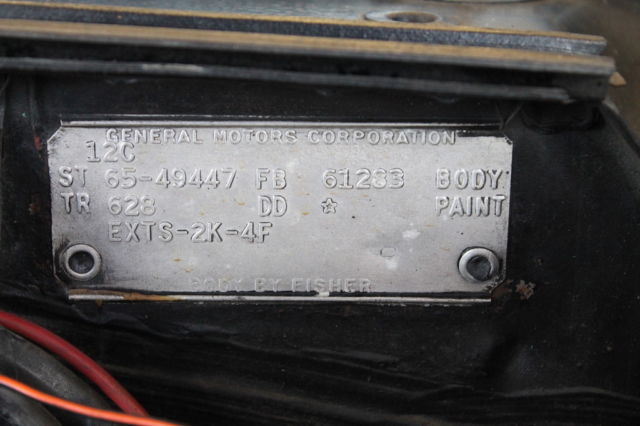 GENERAL MOTORS CORPORATION
12C
ST 65-49447 FB 61283 BODY
TR 628 DD ☆ PAINT
EXTS-2K-4F
BODY BY FISHER